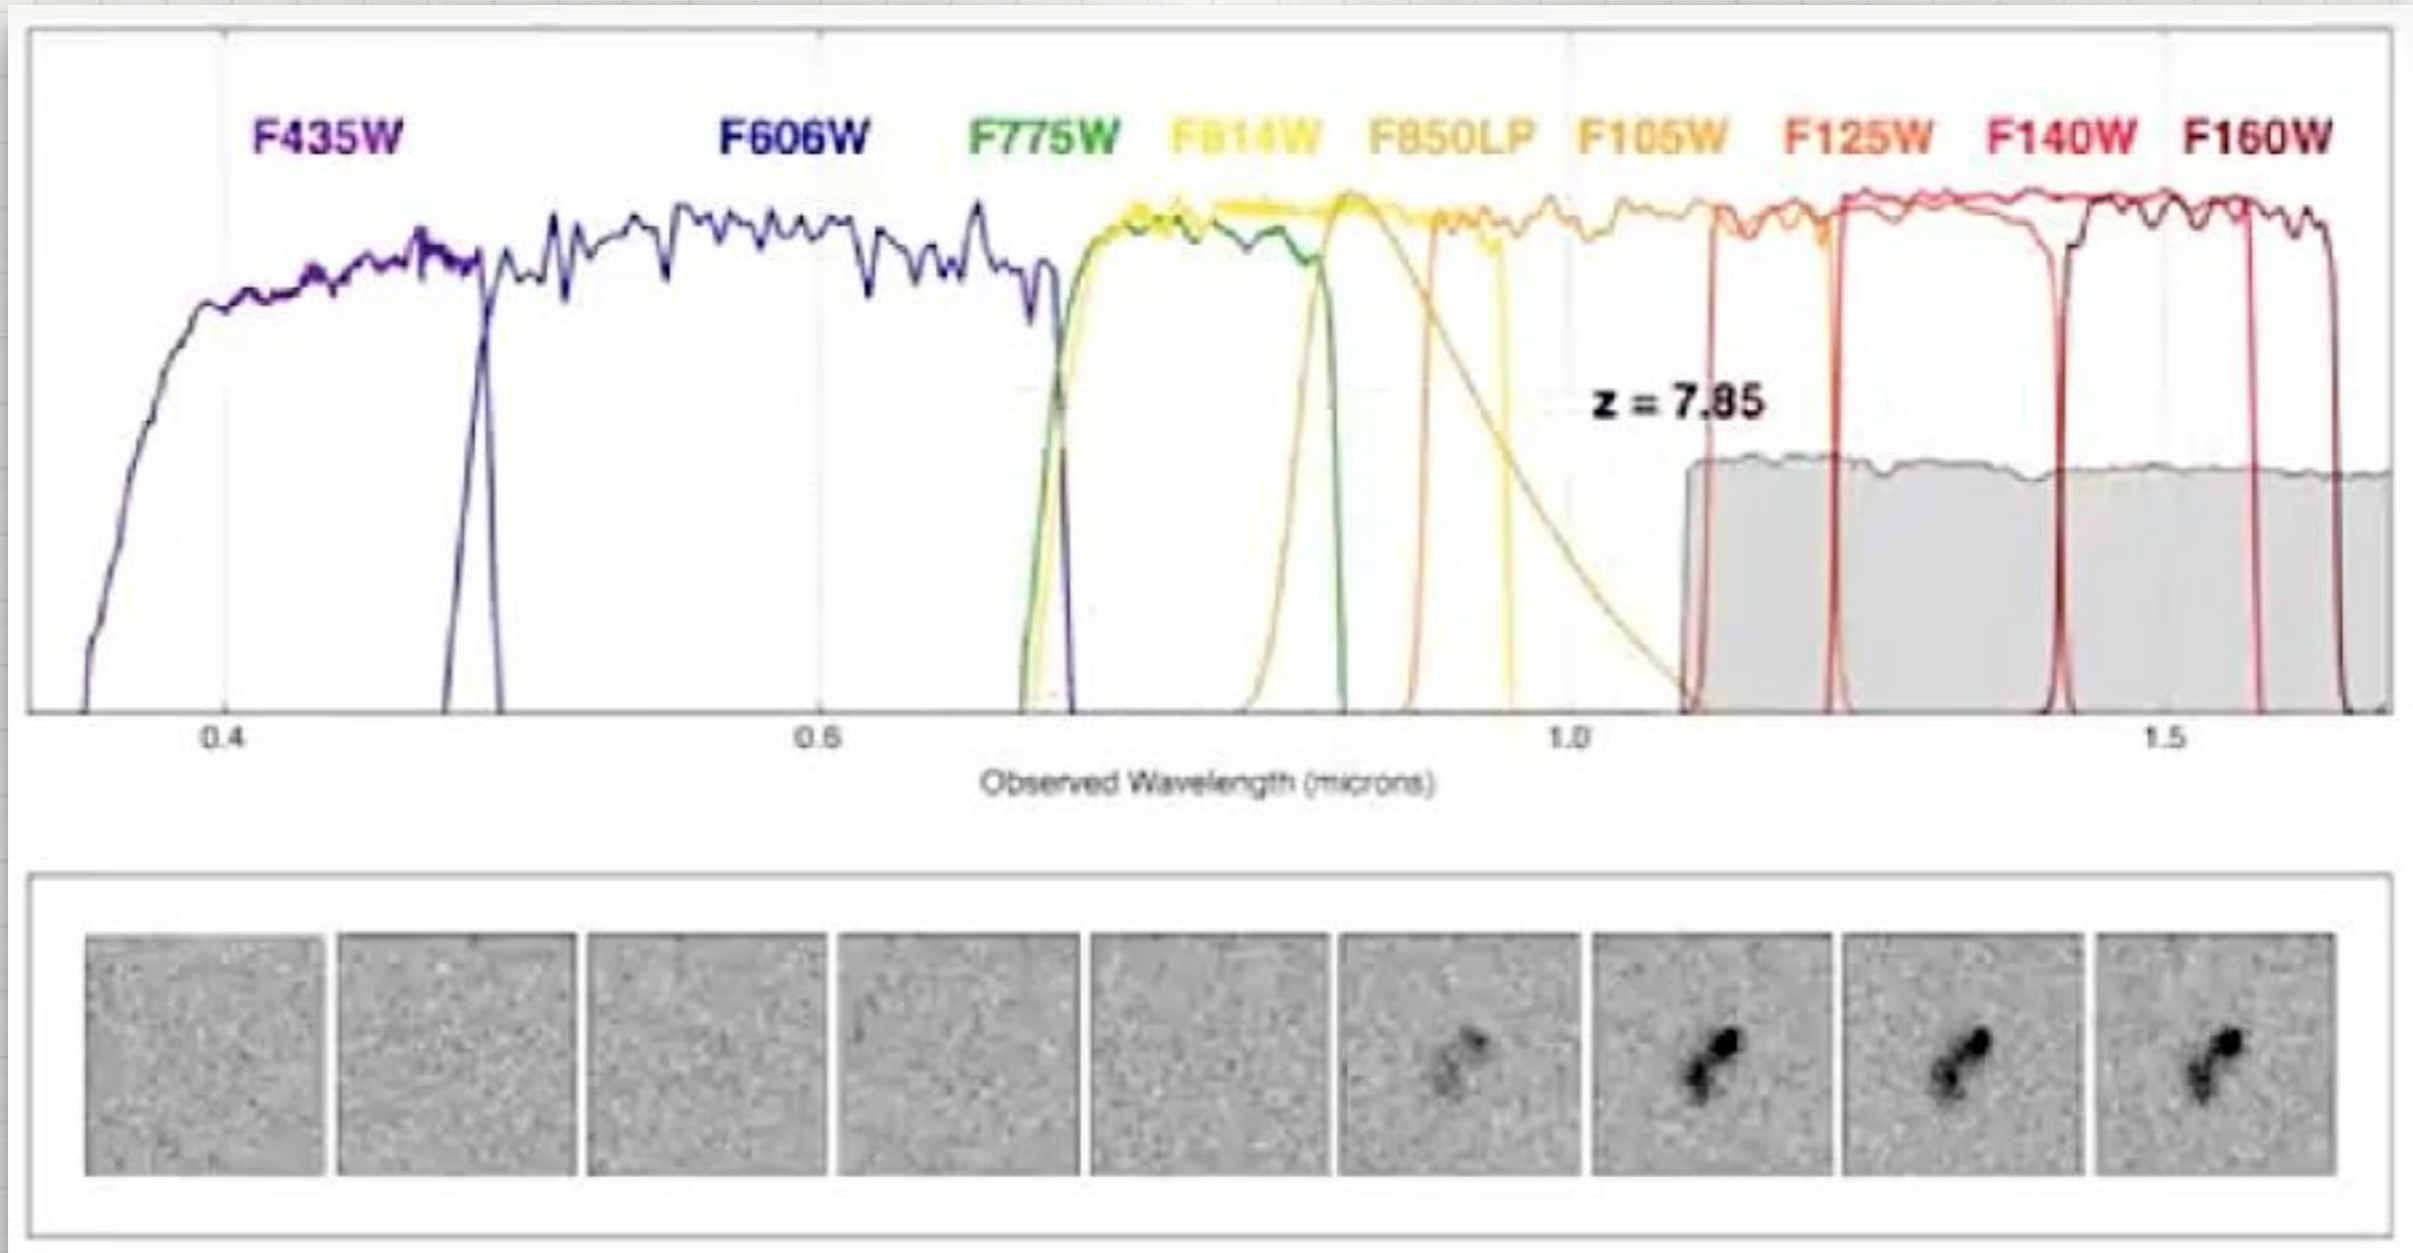 F435W F606W F775W F814W F850LP F105W F125W F140W F160W
z = 7.85
0.4 0.6 1.0 1.5
Observed Wavelength (microns)